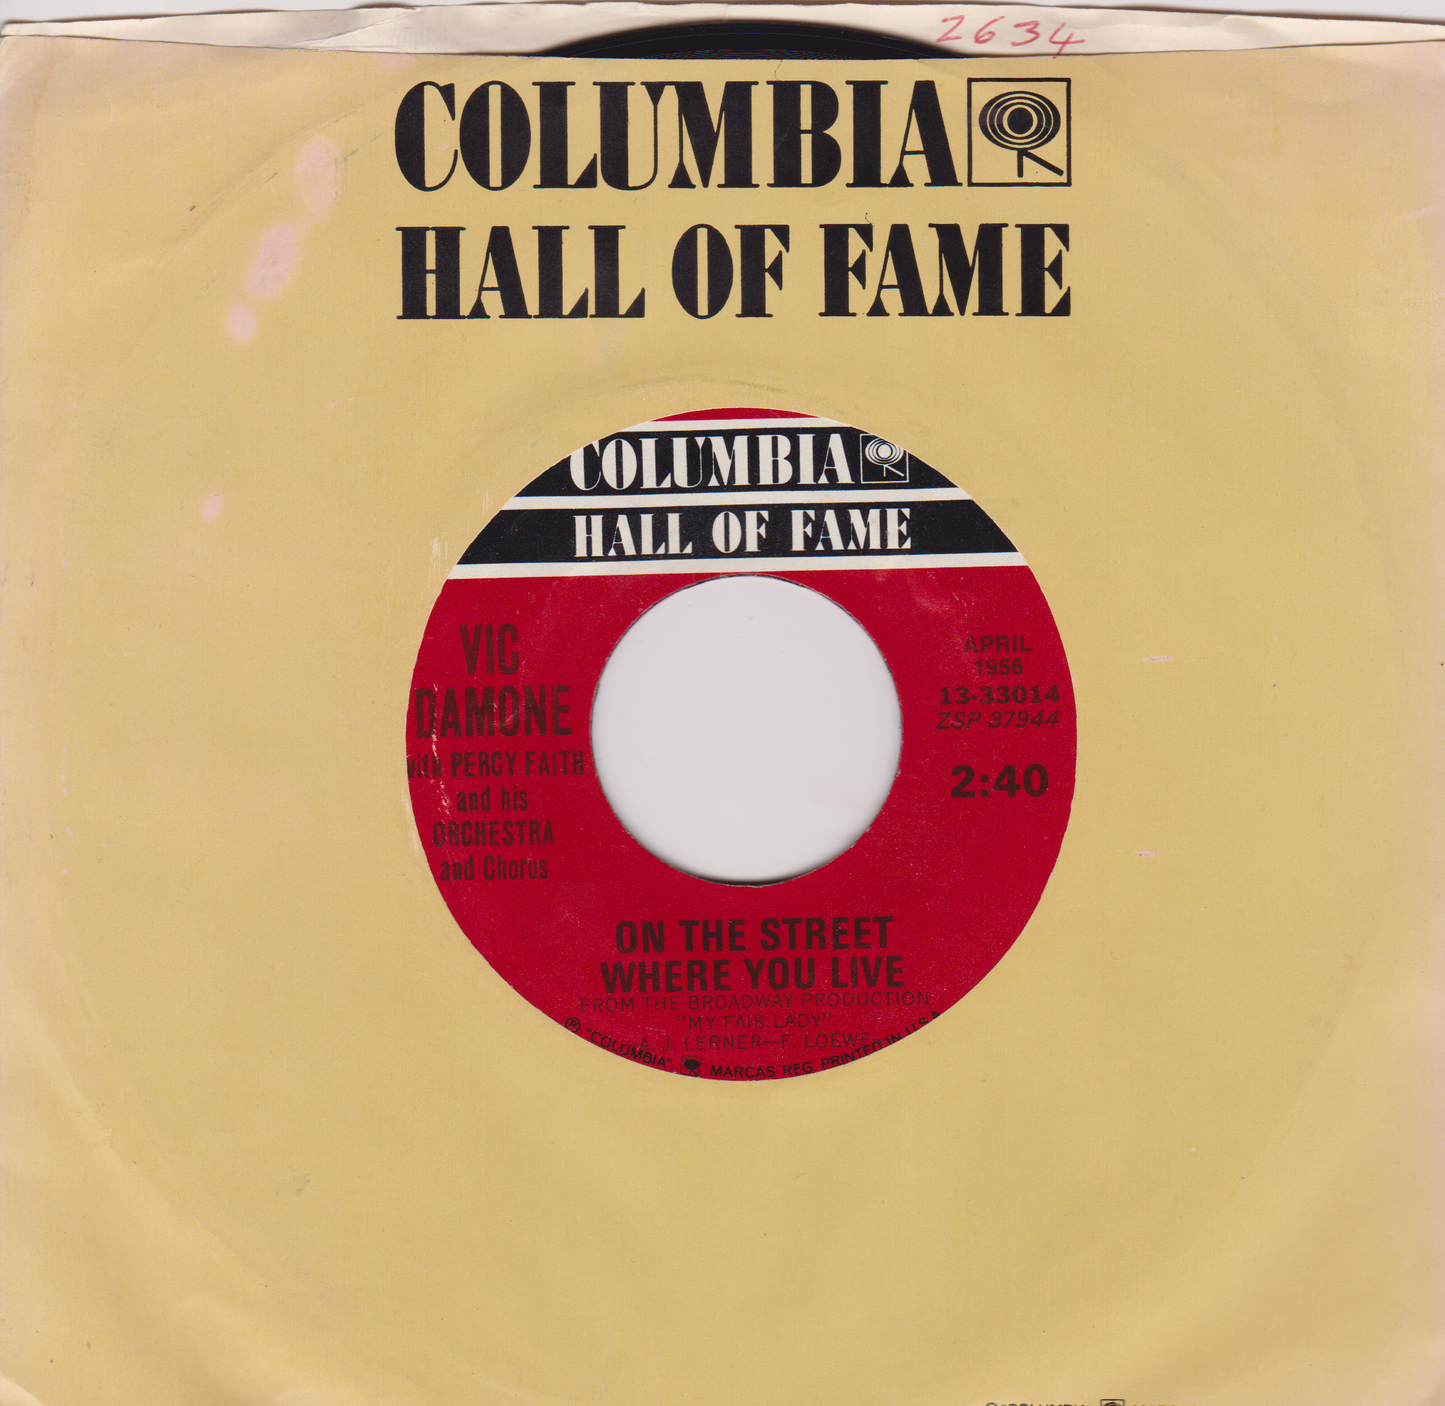 2634
COLUMBIA
HALL OF FAME
COLUMBIA
HALL OF FAME
VIC
DAMONE
with PERCY FAITH
and his
ORCHESTRA
and Chorus
APRIL
1956
13-33014
ZSP 37944
2:40
ON THE STREET
WHERE YOU LIVE
FROM THE BROADWAY PRODUCTION
"MY FAIR LADY"
A. J. LERNER—F. LOEWE
® "COLUMBIA", MARCAS REG. PRINTED IN U.S.A.